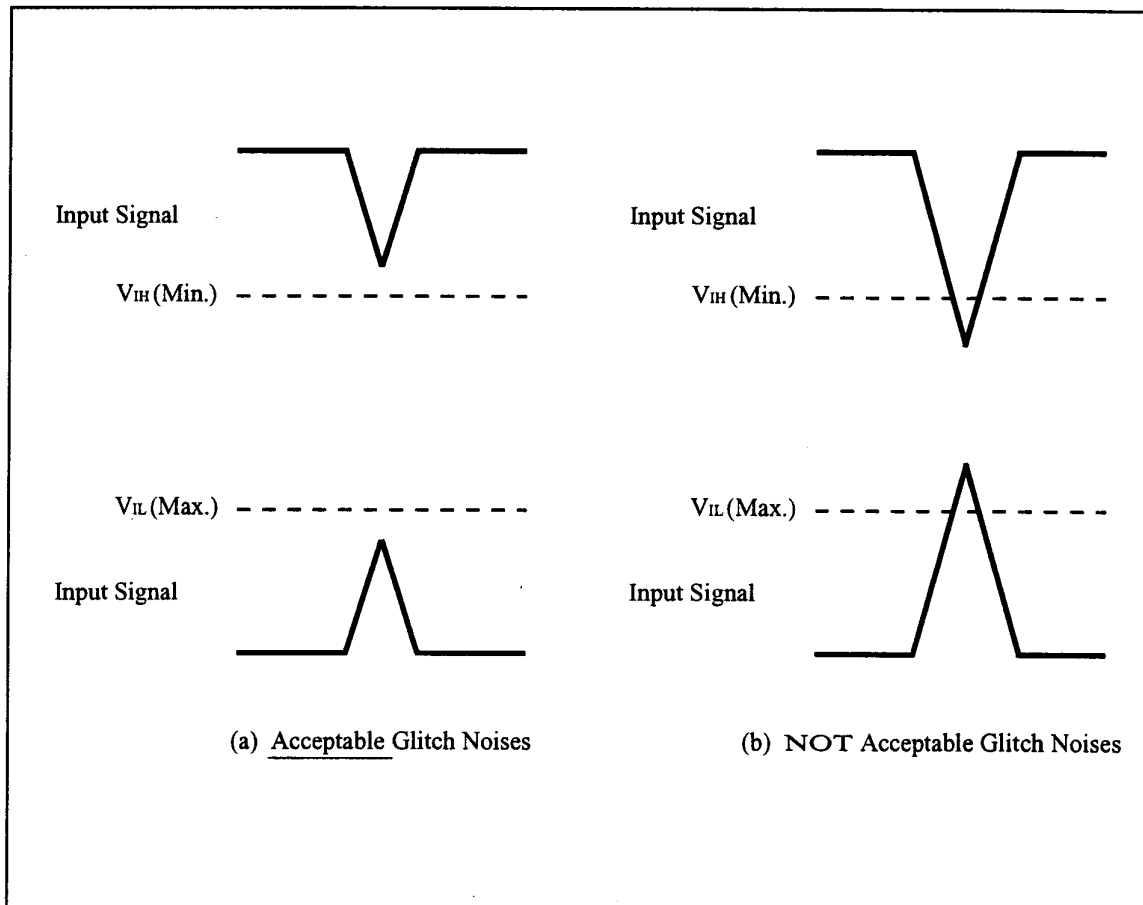 Input Signal
VIH (Min.)
VIL (Max.)
Input Signal
(a) Acceptable Glitch Noises
Input Signal
VIH (Min.)
VIL (Max.)
Input Signal
(b) NOT Acceptable Glitch Noises